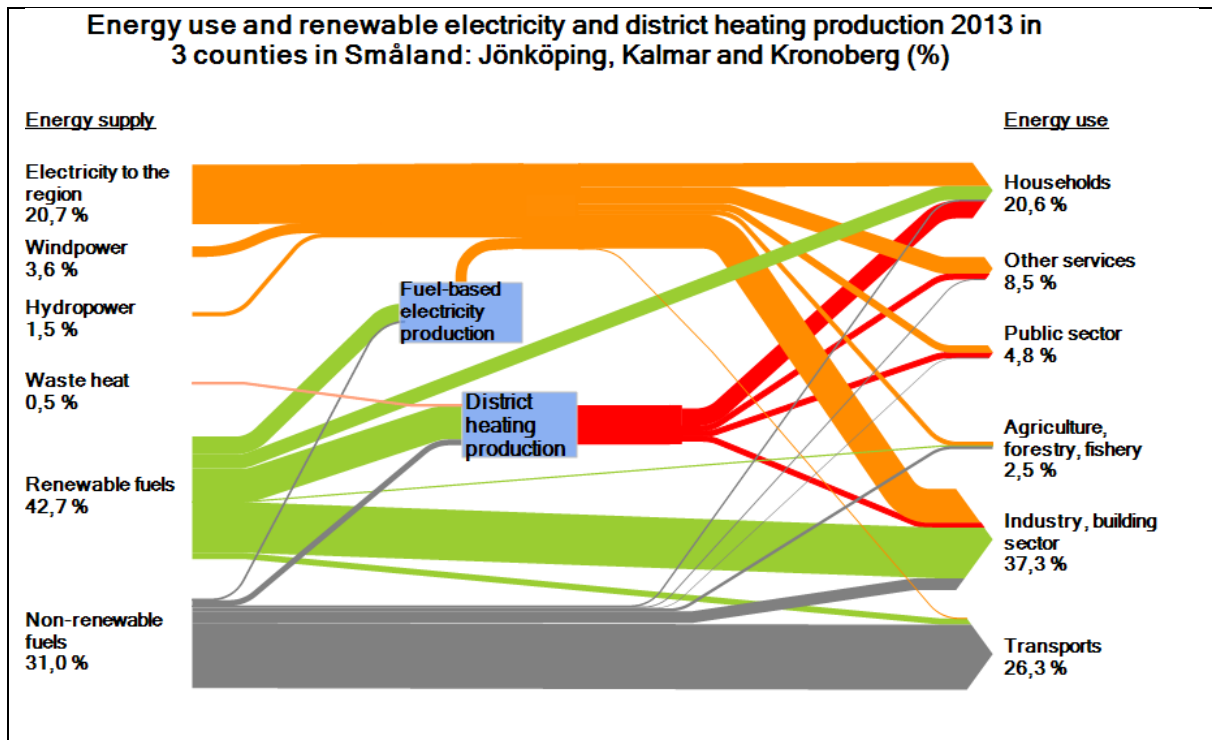 Energy use and renewable electricity and district heating production 2013 in
3 counties in Småland: Jönköping, Kalmar and Kronoberg (%)
Energy supply
Electricity to the
region
20,7 %
Windpower
3,6 %
Hydropower
1,5 %
Waste heat
0,5 %
Renewable fuels
42,7 %
Non-renewable
fuels
31,0 %
Fuel-based
electricity
production
District
heating
production
Energy use
Households
20,6 %
Other services
8,5 %
Public sector
4,8 %
Agriculture,
forestry, fishery
2,5 %
Industry, building
sector
37,3 %
Transports
26,3 %